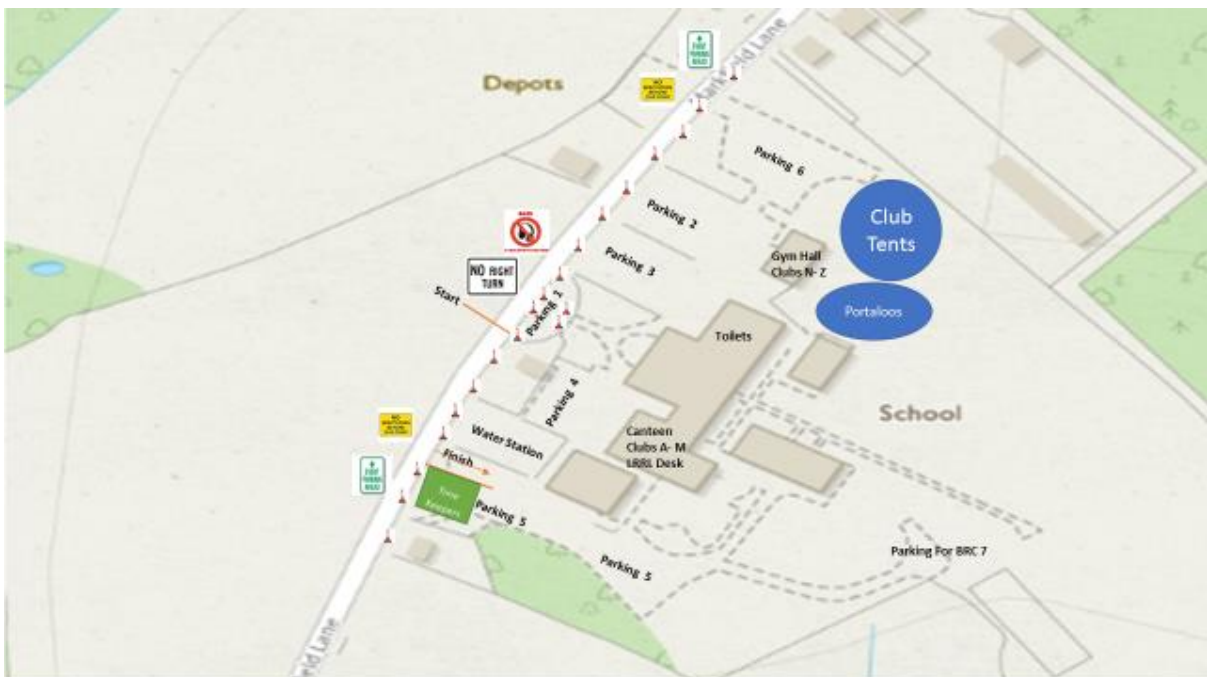 Depots
Parking 6
Parking 2
Club
Tents
Parking 3
Gym Hall
Clubs N- Z
NO RIGHT
TURN
Start
Parking 1
Portaloos
Toilets
Parking 4
School
Canteen
Clubs A- M
LRRL Desk
Water Station
Finish
Time
Keepers
Parking 5
Parking 5
Parking For BRC 7